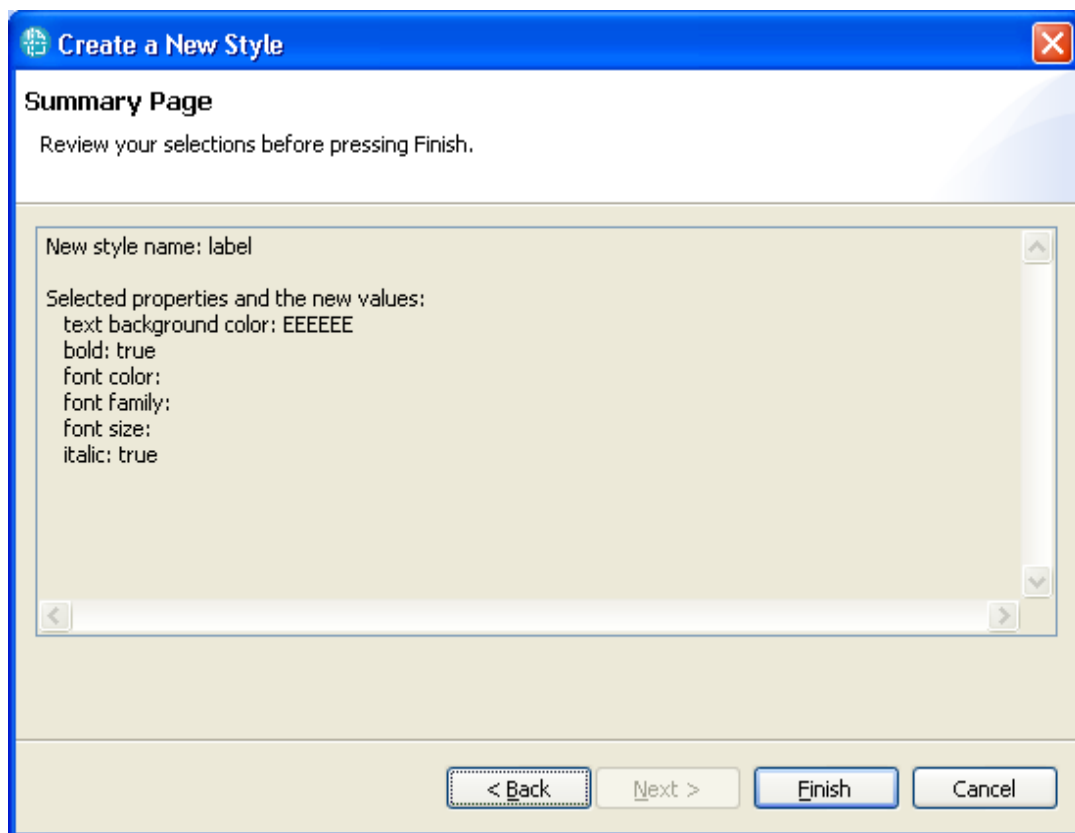 Create a New Style
Summary Page
Review your selections before pressing Finish.
New style name: label
Selected properties and the new values:
text background color: EEEEEE
bold: true
font color:
font family:
font size:
italic: true
< Back
Next >
Finish
Cancel